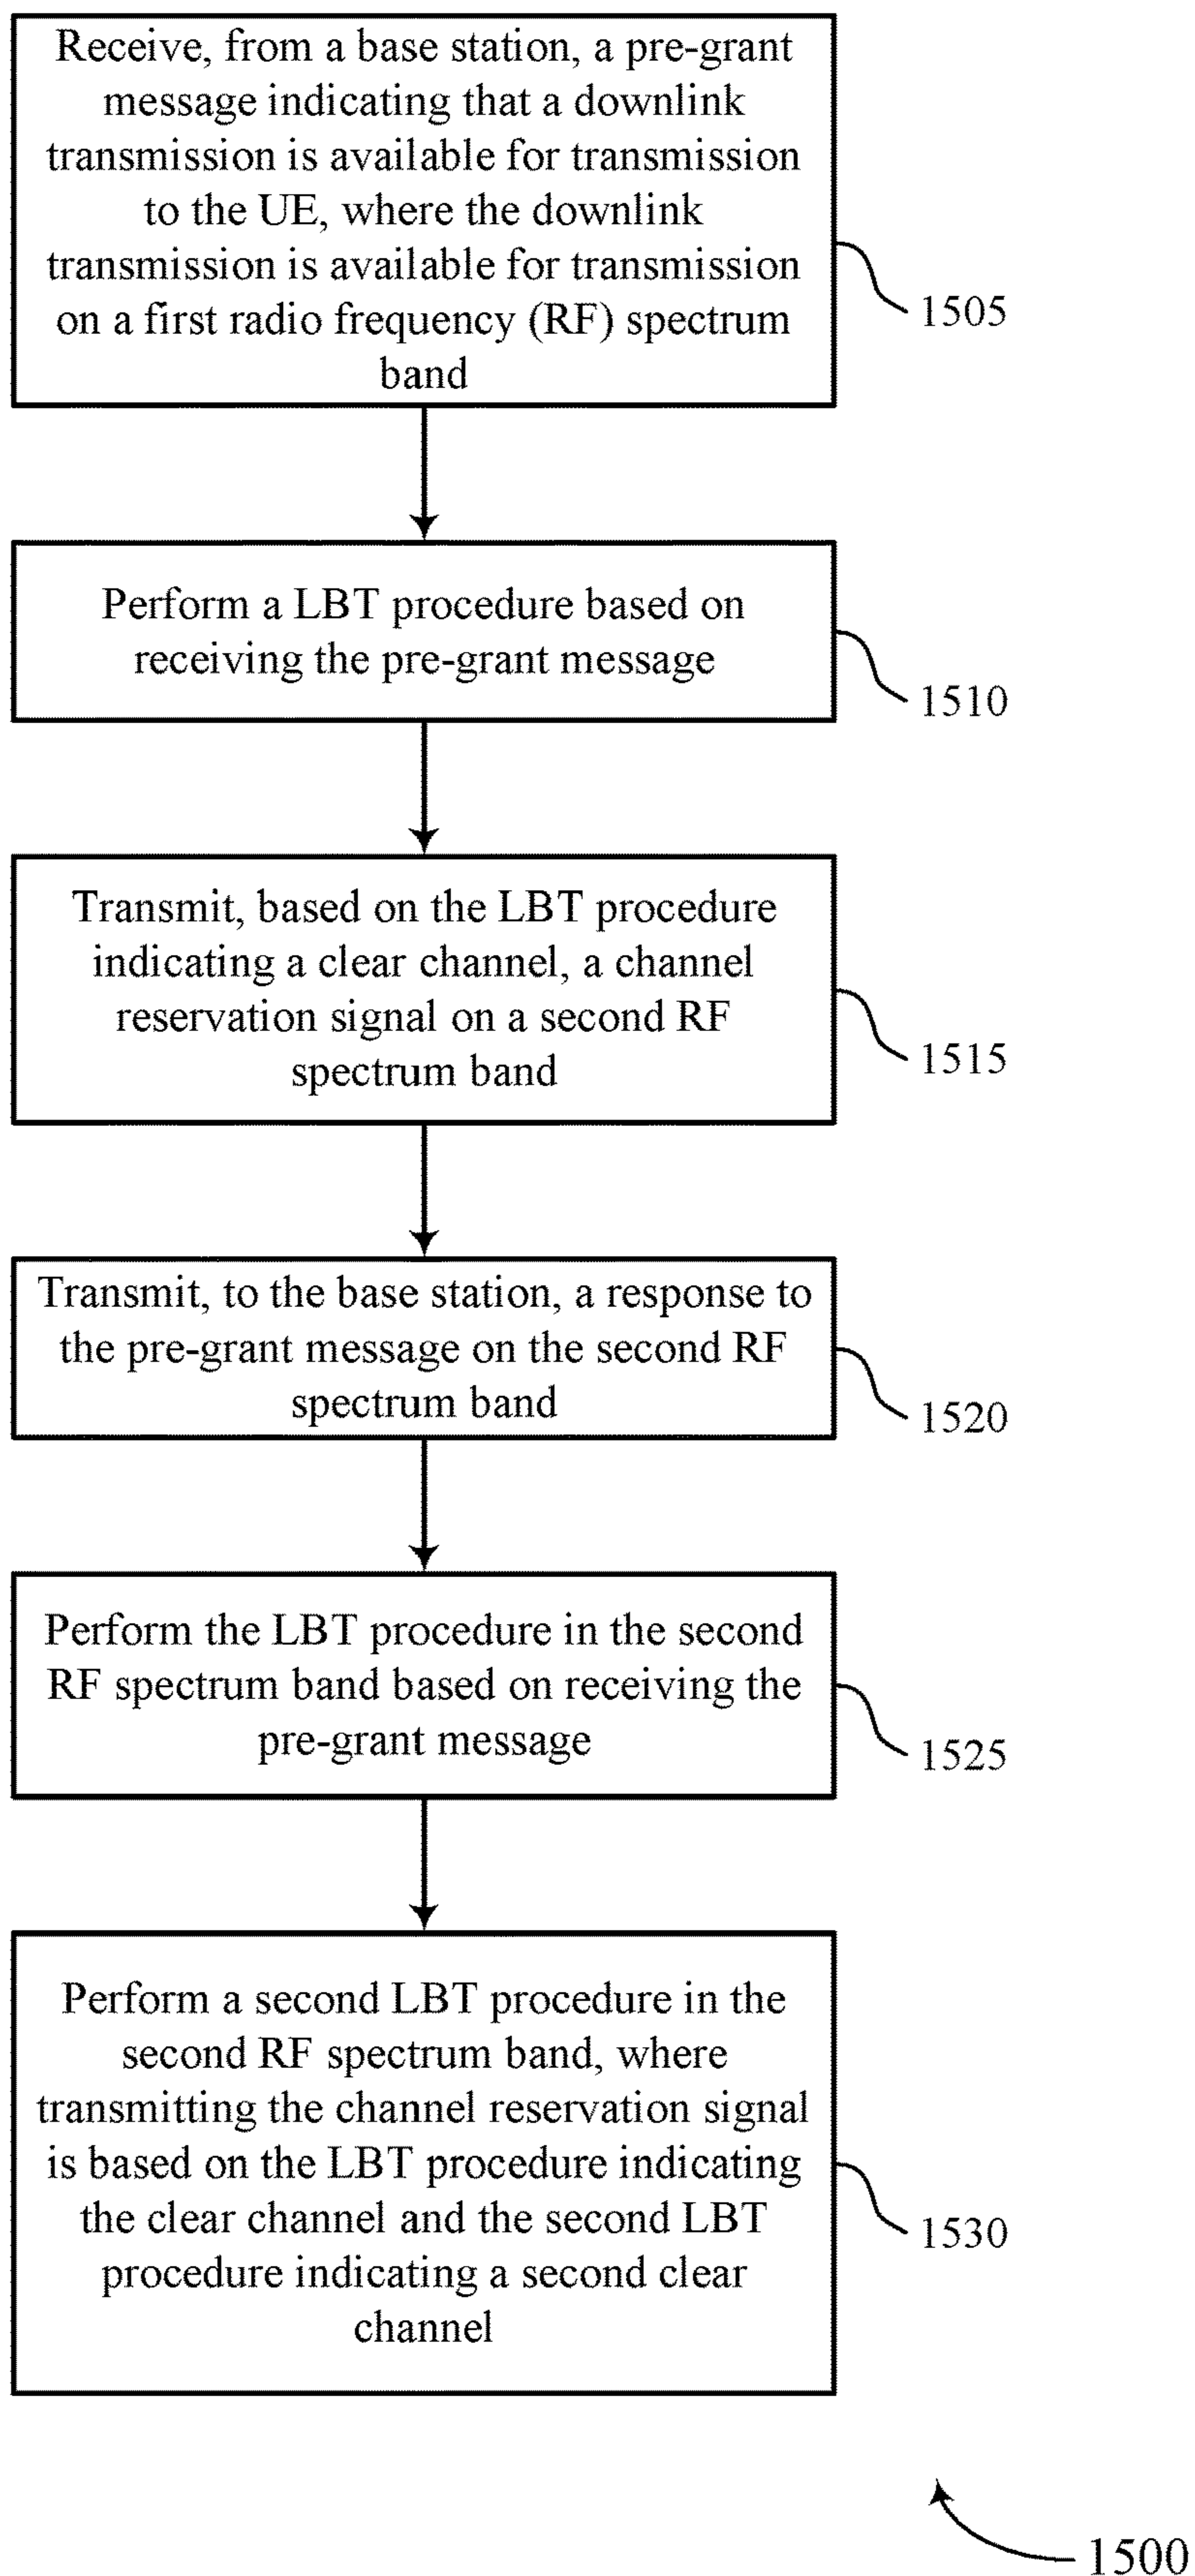 Receive, from a base station, a pre-grant
message indicating that a downlink
transmission is available for transmission
to the UE, where the downlink
transmission is available for transmission
on a first radio frequency (RF) spectrum
band
1505
Perform a LBT procedure based on
receiving the pre-grant message
1510
Transmit, based on the LBT procedure
indicating a clear channel, a channel
reservation signal on a second RF
spectrum band
1515
Transmit, to the base station, a response to
the pre-grant message on the second RF
spectrum band
1520
Perform the LBT procedure in the second
RF spectrum band based on receiving the
pre-grant message
1525
Perform a second LBT procedure in the
second RF spectrum band, where
transmitting the channel reservation signal
is based on the LBT procedure indicating
the clear channel and the second LBT
procedure indicating a second clear
channel
1530
1500